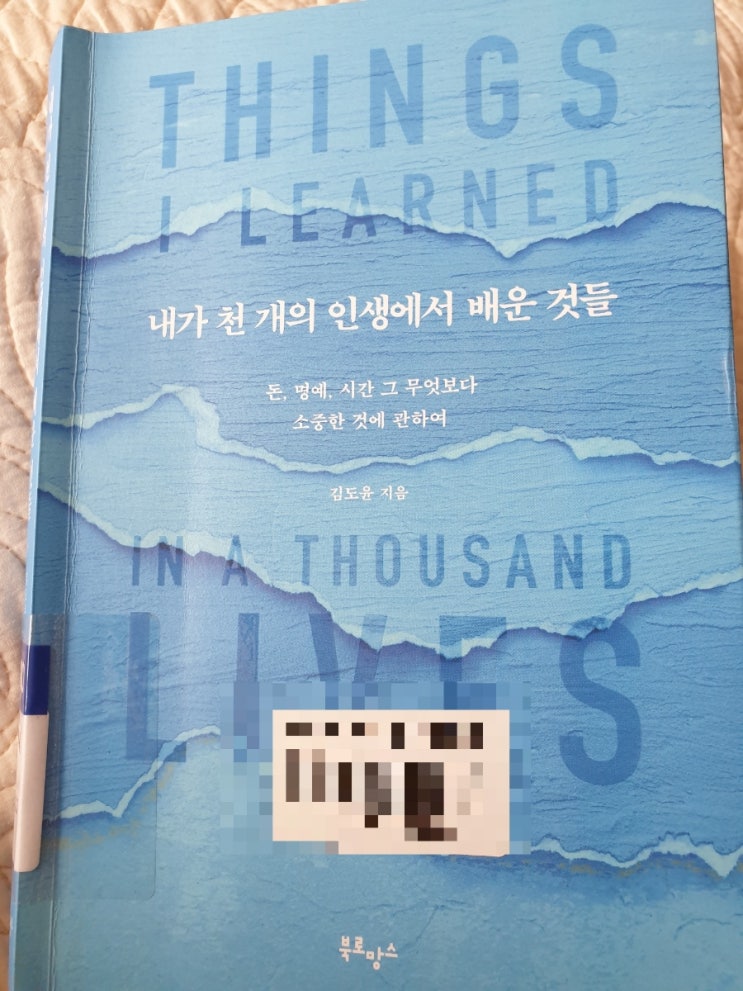 THINGS
I LEARNED
내가 천 개의 인생에서 배운 것들
돈, 명예, 시간 그 무엇보다
소중한 것에 관하여
김도윤 지음
IN A THOUSAND
LIVES
북로망스